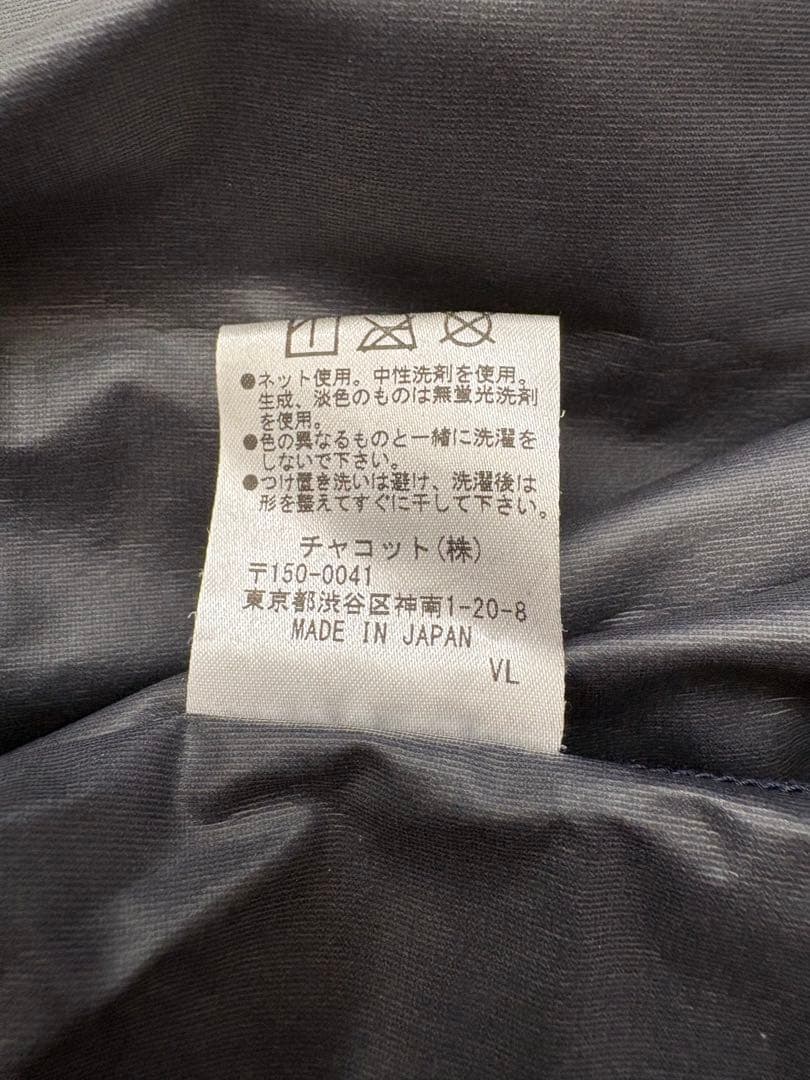 ●ネット使用。中性洗剤を使用。
生成、淡色のものは無蛍光洗剤
を使用。
●色の異なるものと一緒に洗濯を
しないで下さい。
●つけ置き洗いは避け、洗濯後は
形を整えてすぐに干して下さい。
チャコット(株)
〒150-0041
東京都渋谷区神南1-20-8
MADE IN JAPAN
VL